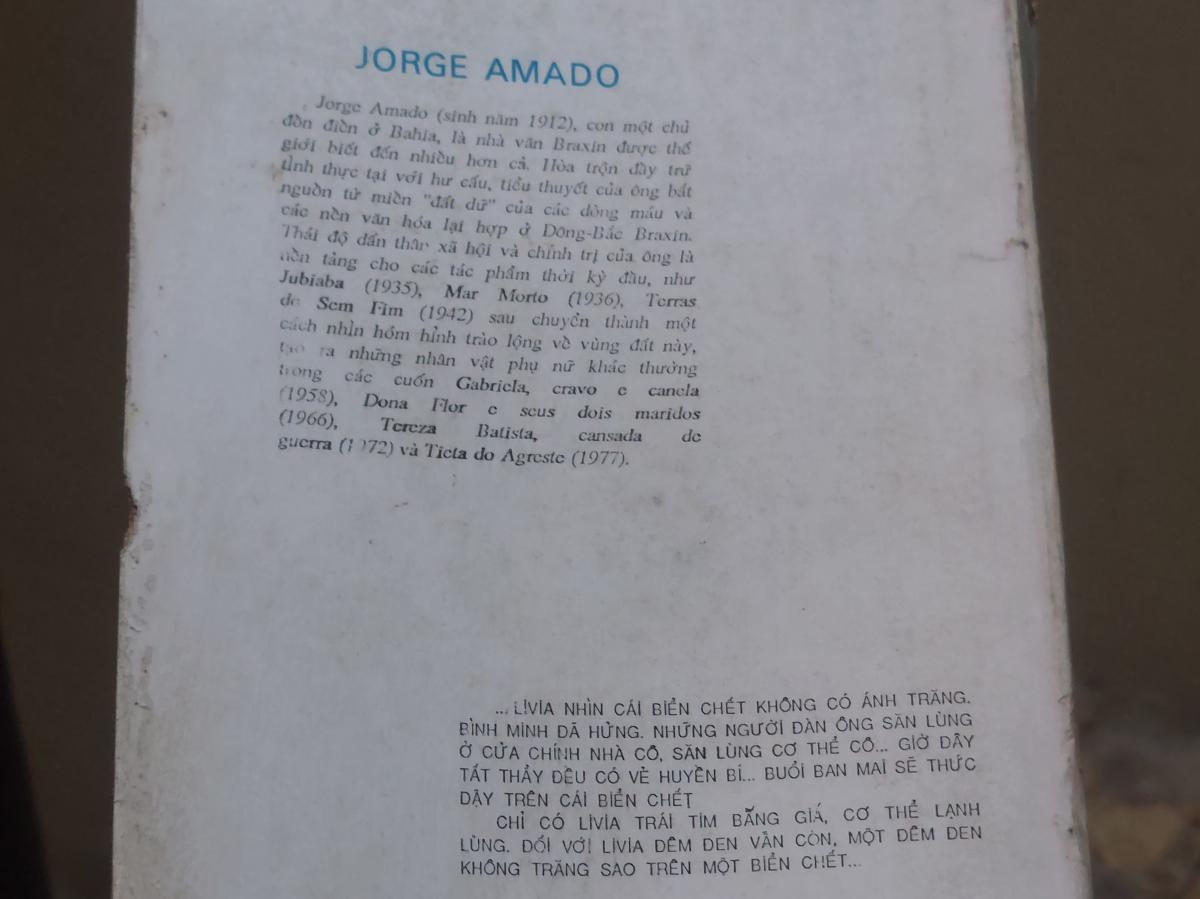 JORGE AMADO
Jorge Amado (sinh năm 1912), con một chủ
đồn điền ở Bahia, là nhà văn Braxin được thế
giới biết đến nhiều hơn cả. Hòa trộn đầy trữ
tình thực tại với hư cấu, tiểu thuyết của ông bắt
nguồn từ miền "đất dữ" của các dòng máu và
các nền văn hóa lại hợp ở Đông-Bắc Braxin.
Thái độ dấn thân xã hội và chính trị của ông là
nền tảng cho các tác phẩm thời kỳ đầu, như
Jubiaba (1935), Mar Morto (1936), Terras
do Sem Fim (1942) sau chuyển thành một
cách nhìn hóm hỉnh trào lộng về vùng đất này,
tạo ra những nhân vật phụ nữ khác thường
trong các cuốn Gabriela, cravo e canela
(1958), Dona Flor e seus dois maridos
(1966), Tereza Batista, cansada de
guerra (1972) và Tieta do Agreste (1977).
...LIVIA NHÌN CÁI BIỂN CHẾT KHÔNG CÓ ÁNH TRĂNG.
BÌNH MINH ĐÃ HỬNG. NHỮNG NGƯỜI ĐÀN ÔNG SĂN LÙNG
Ở CỬA CHÍNH NHÀ CÔ, SĂN LÙNG CƠ THỂ CÔ... GIỜ ĐÂY
TẤT THẢY ĐỀU CÓ VẺ HUYỀN BÍ... BUỔI BAN MAI SẼ THỨC
DẬY TRÊN CÁI BIỂN CHẾT
CHỈ CÓ LIVIA TRÁI TIM BĂNG GIÁ, CƠ THỂ LẠNH
LÙNG. ĐỐI VỚI LIVIA ĐÊM ĐEN VẪN CÒN, MỘT ĐÊM ĐEN
KHÔNG TRĂNG SAO TRÊN MỘT BIỂN CHẾT...